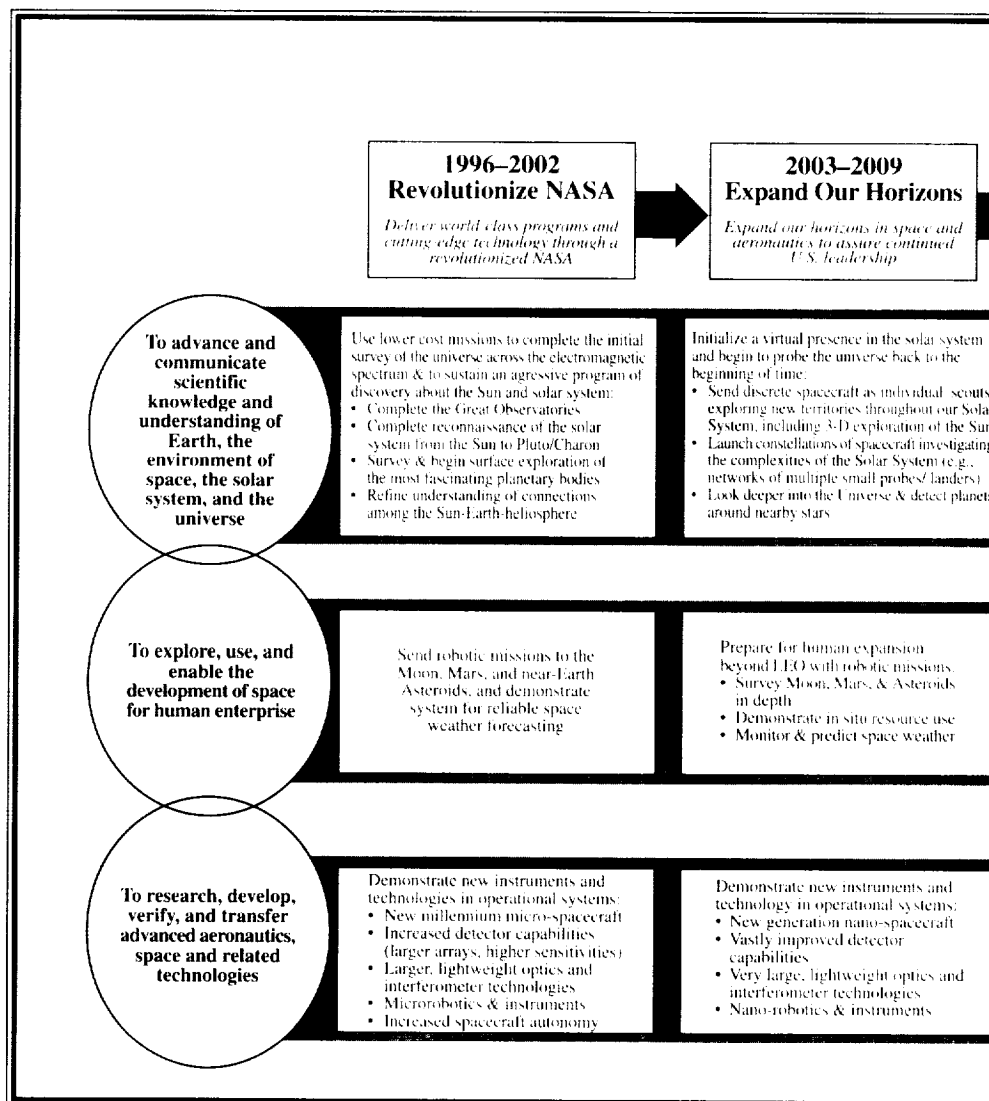 1996–2002
Revolutionize NASA
Deliver world class programs and
cutting-edge technology through a
revolutionized NASA
2003–2009
Expand Our Horizons
Expand our horizons in space and
aeronautics to assure continued
U.S. leadership
To advance and
communicate
scientific
knowledge and
understanding of
Earth, the
environment of
space, the solar
system, and the
universe
Use lower cost missions to complete the initial
survey of the universe across the electromagnetic
spectrum & to sustain an agressive program of
discovery about the Sun and solar system:
• Complete the Great Observatories
• Complete reconnaissance of the solar
system from the Sun to Pluto/Charon
• Survey & begin surface exploration of
the most fascinating planetary bodies
• Refine understanding of connections
among the Sun-Earth-heliosphere
Initialize a virtual presence in the solar system
and begin to probe the universe back to the
beginning of time:
• Send discrete spacecraft as individual scouts
exploring new territories throughout our Sola
System, including 3-D exploration of the Sun
• Launch constellations of spacecraft investigating
the complexities of the Solar System (e.g.,
networks of multiple small probes/ landers)
• Look deeper into the Universe & detect planets
around nearby stars
To explore, use, and
enable the
development of space
for human enterprise
Send robotic missions to the
Moon, Mars, and near-Earth
Asteroids, and demonstrate
system for reliable space
weather forecasting
Prepare for human expansion
beyond LEO with robotic missions.
• Survey Moon, Mars, & Asteroids
in depth
• Demonstrate in situ resource use
• Monitor & predict space weather
To research, develop,
verify, and transfer
advanced aeronautics,
space and related
technologies
Demonstrate new instruments and
technologies in operational systems:
• New millennium micro-spacecraft
• Increased detector capabilities
(larger arrays, higher sensitivities)
• Larger, lightweight optics and
interferometer technologies
• Microrobotics & instruments
• Increased spacecraft autonomy
Demonstrate new instruments and
technology in operational systems:
• New generation nano-spacecraft
• Vastly improved detector
capabilities
• Very large, lightweight optics and
interferometer technologies
• Nano-robotics & instruments